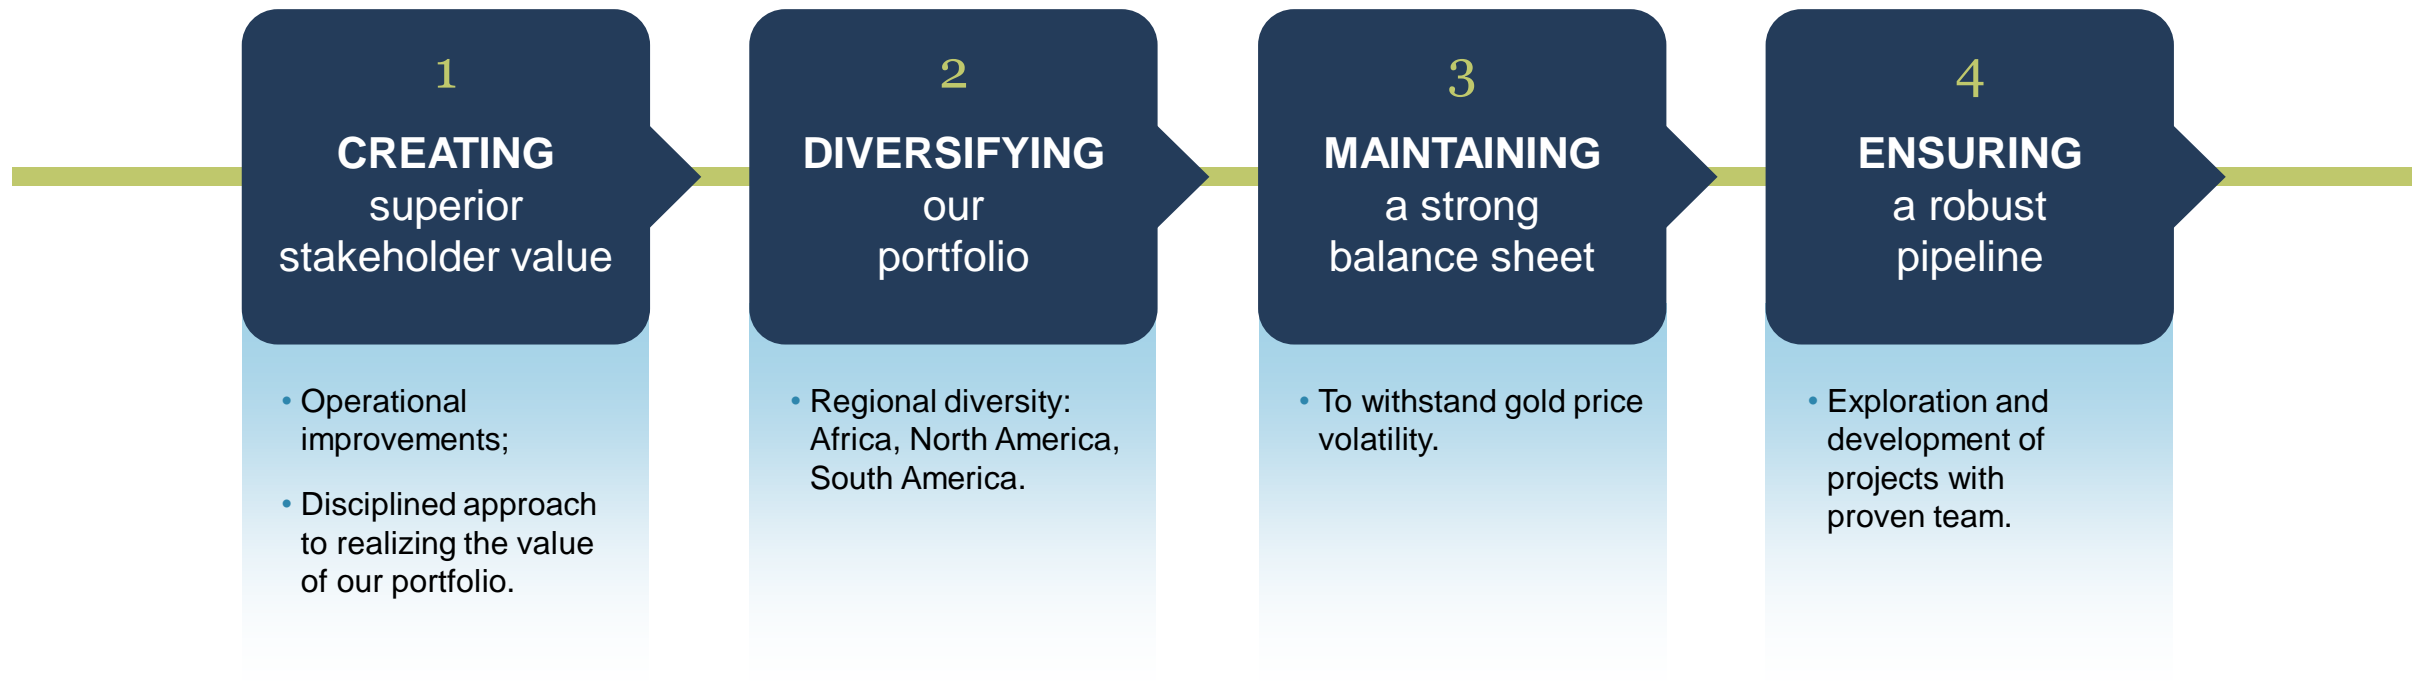 1
CREATING
superior
stakeholder value
• Operational
improvements;
• Disciplined approach
to realizing the value
of our portfolio.
2
DIVERSIFYING
our
portfolio
• Regional diversity:
Africa, North America,
South America.
3
MAINTAINING
a strong
balance sheet
• To withstand gold price
volatility.
4
ENSURING
a robust
pipeline
• Exploration and
development of
projects with
proven team.